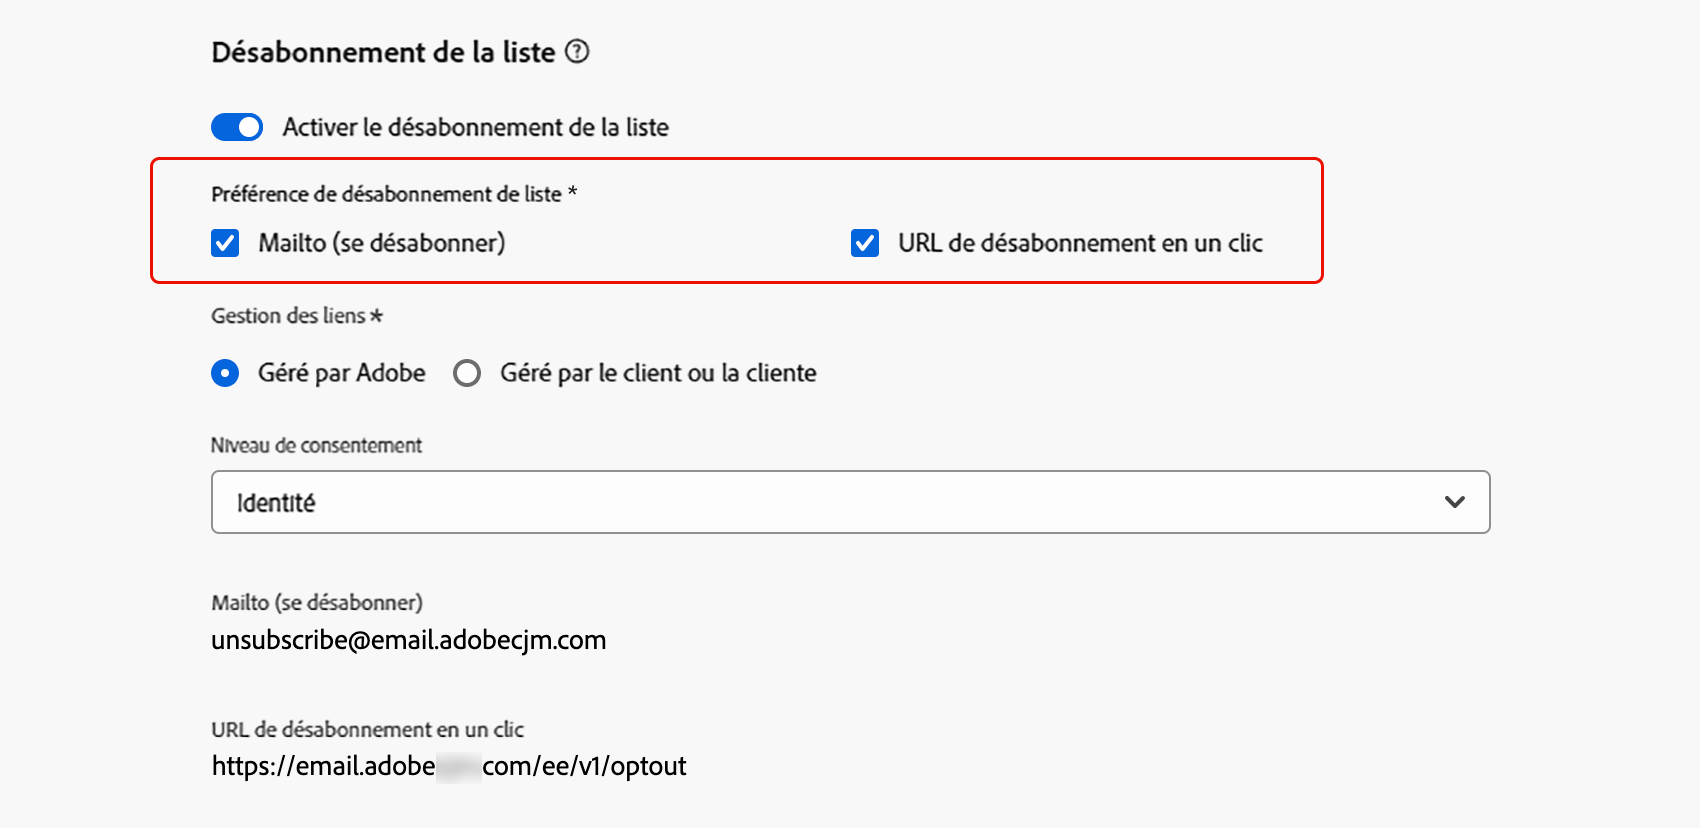 Désabonnement de la liste ?
Activer le désabonnement de la liste
Préférence de désabonnement de liste *
Mailto (se désabonner) URL de désabonnement en un clic
Gestion des liens *
Géré par Adobe Géré par le client ou la cliente
Niveau de consentement
Identité
Mailto (se désabonner)
unsubscribe@email.adobecjm.com
URL de désabonnement en un clic
https://email.adobe com/ee/v1/optout